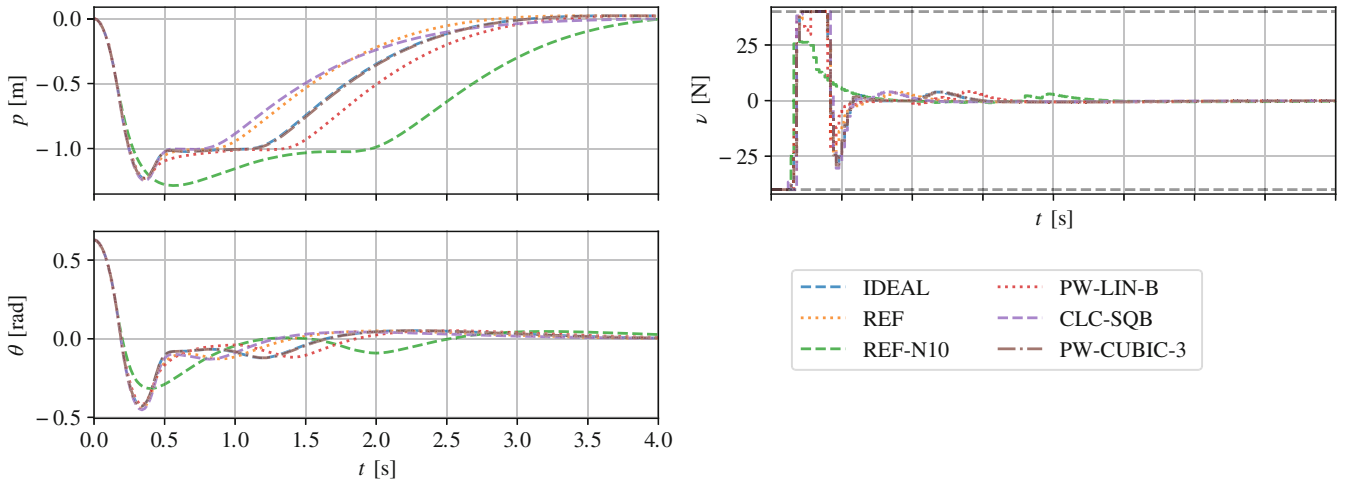 0.0
−0.5
−1.0
p [m]
25
0
−25
ν [N]
t [s]
0.5
0.0
−0.5
θ [rad]
0.0 0.5 1.0 1.5 2.0 2.5 3.0 3.5 4.0
t [s]
IDEAL
REF
REF-N10
PW-LIN-B
CLC-SQB
PW-CUBIC-3